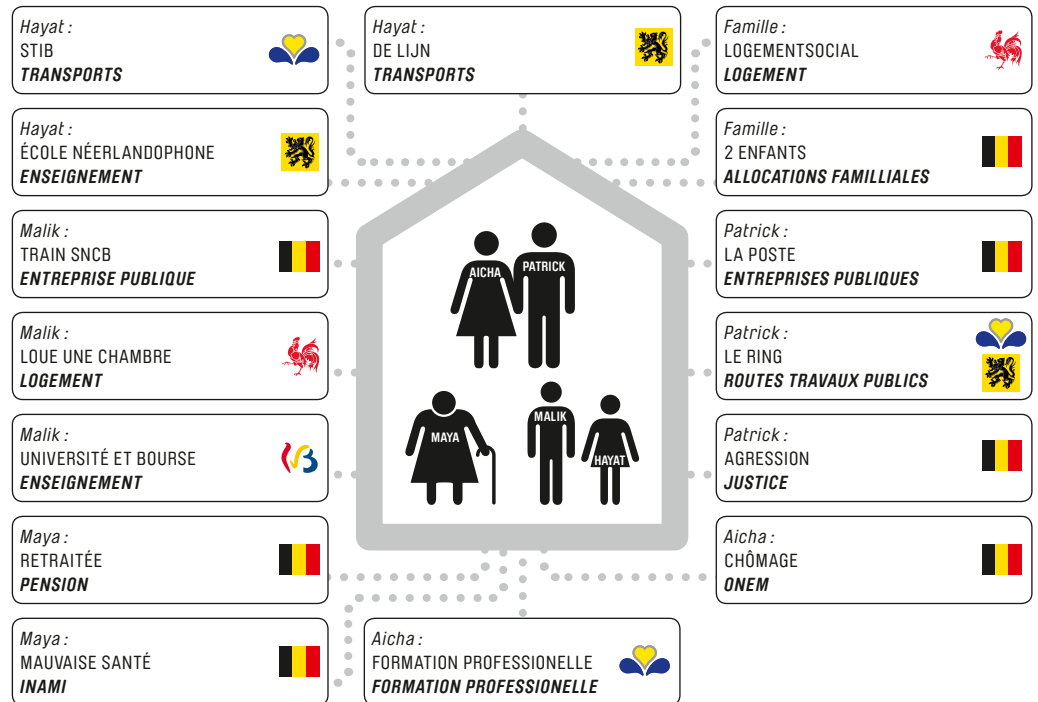 Hayat :
STIB
TRANSPORTS
Hayat :
DE LIJN
TRANSPORTS
Famille :
LOGEMENTSOCIAL
LOGEMENT
Hayat :
ÉCOLE NÉERLANDOPHONE
ENSEIGNEMENT
Famille :
2 ENFANTS
ALLOCATIONS FAMILLIALES
Malik :
TRAIN SNCB
ENTREPRISE PUBLIQUE
Patrick :
LA POSTE
ENTREPRISES PUBLIQUES
Malik :
LOUE UNE CHAMBRE
LOGEMENT
Patrick :
LE RING
ROUTES TRAVAUX PUBLICS
Malik :
UNIVERSITÉ ET BOURSE
ENSEIGNEMENT
Patrick :
AGRESSION
JUSTICE
Maya :
RETRAITÉE
PENSION
Aicha :
CHÔMAGE
ONEM
Maya :
MAUVAISE SANTÉ
INAMI
Aicha :
FORMATION PROFESSIONELLE
FORMATION PROFESSIONELLE
AICHA
PATRICK
MAYA
MALIK
HAYAT